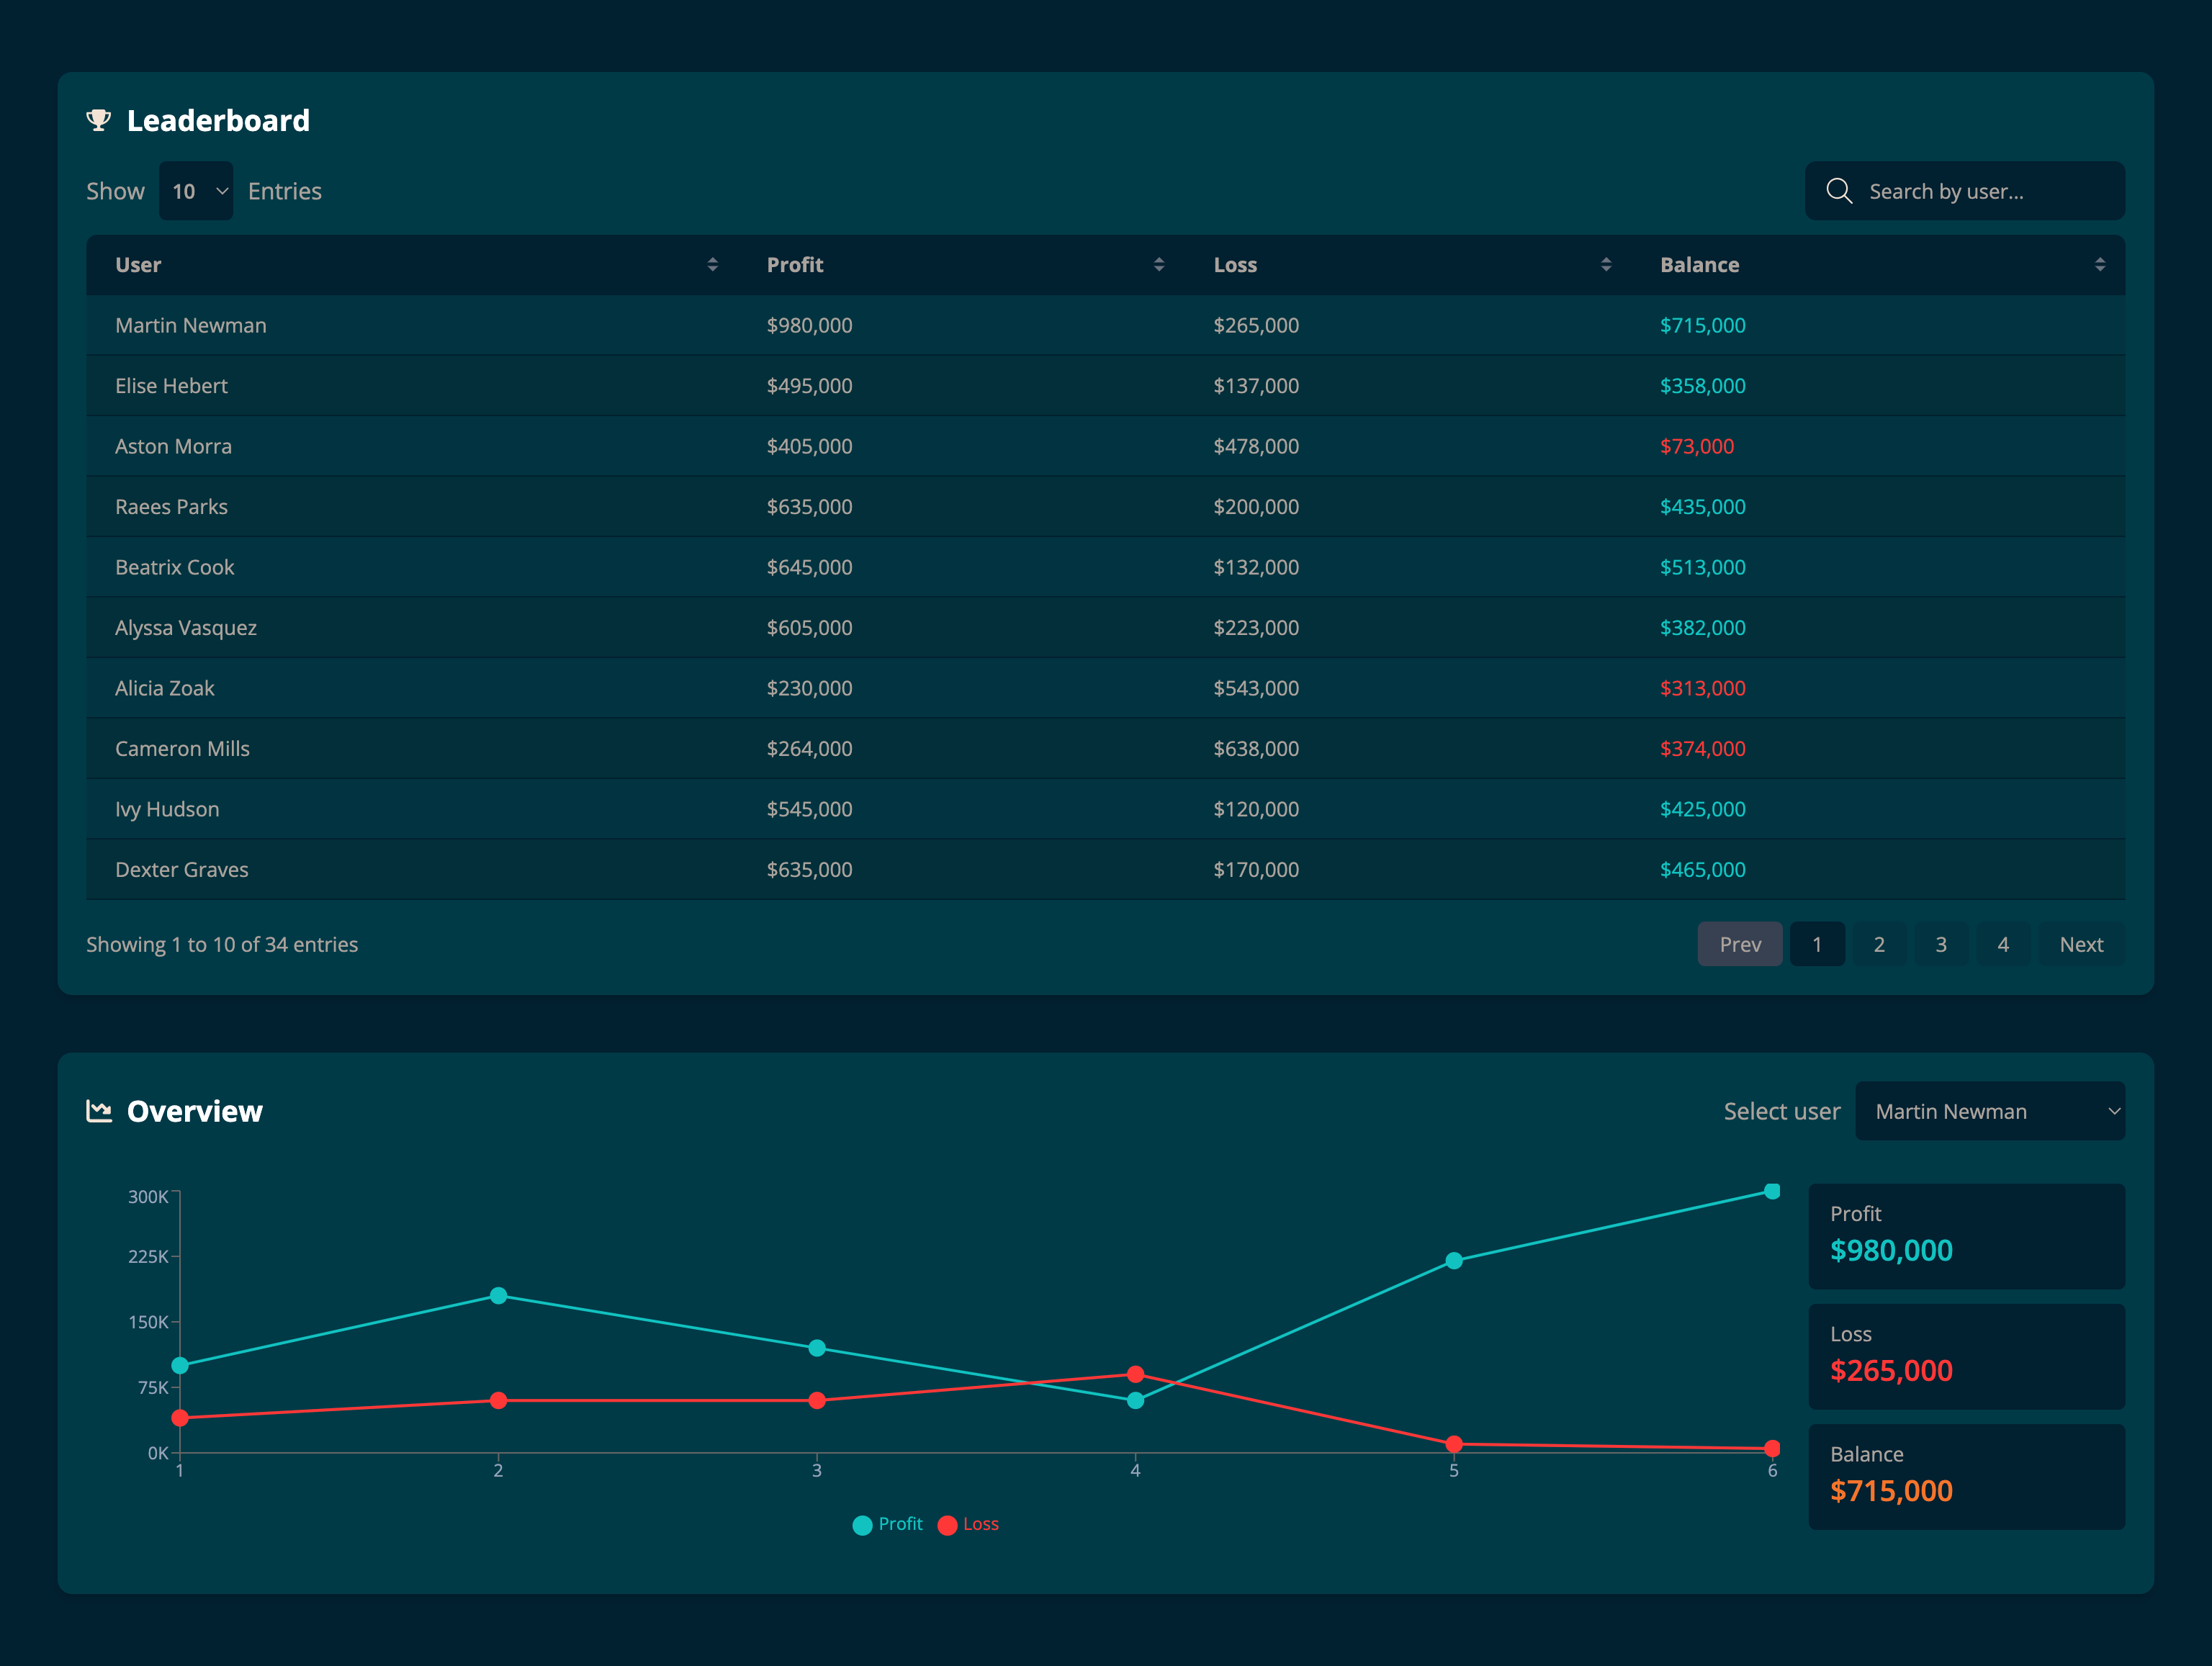 Leaderboard
Show 10 Entries
Search by user...
User Profit Loss Balance
Martin Newman $980,000 $265,000 $715,000
Elise Hebert $495,000 $137,000 $358,000
Aston Morra $405,000 $478,000 $73,000
Raees Parks $635,000 $200,000 $435,000
Beatrix Cook $645,000 $132,000 $513,000
Alyssa Vasquez $605,000 $223,000 $382,000
Alicia Zoak $230,000 $543,000 $313,000
Cameron Mills $264,000 $638,000 $374,000
Ivy Hudson $545,000 $120,000 $425,000
Dexter Graves $635,000 $170,000 $465,000
Showing 1 to 10 of 34 entries
Prev 1 2 3 4 Next
Overview
Select user Martin Newman
300K
225K
150K
75K
0K
1 2 3 4 5 6
Profit Loss
Profit
$980,000
Loss
$265,000
Balance
$715,000